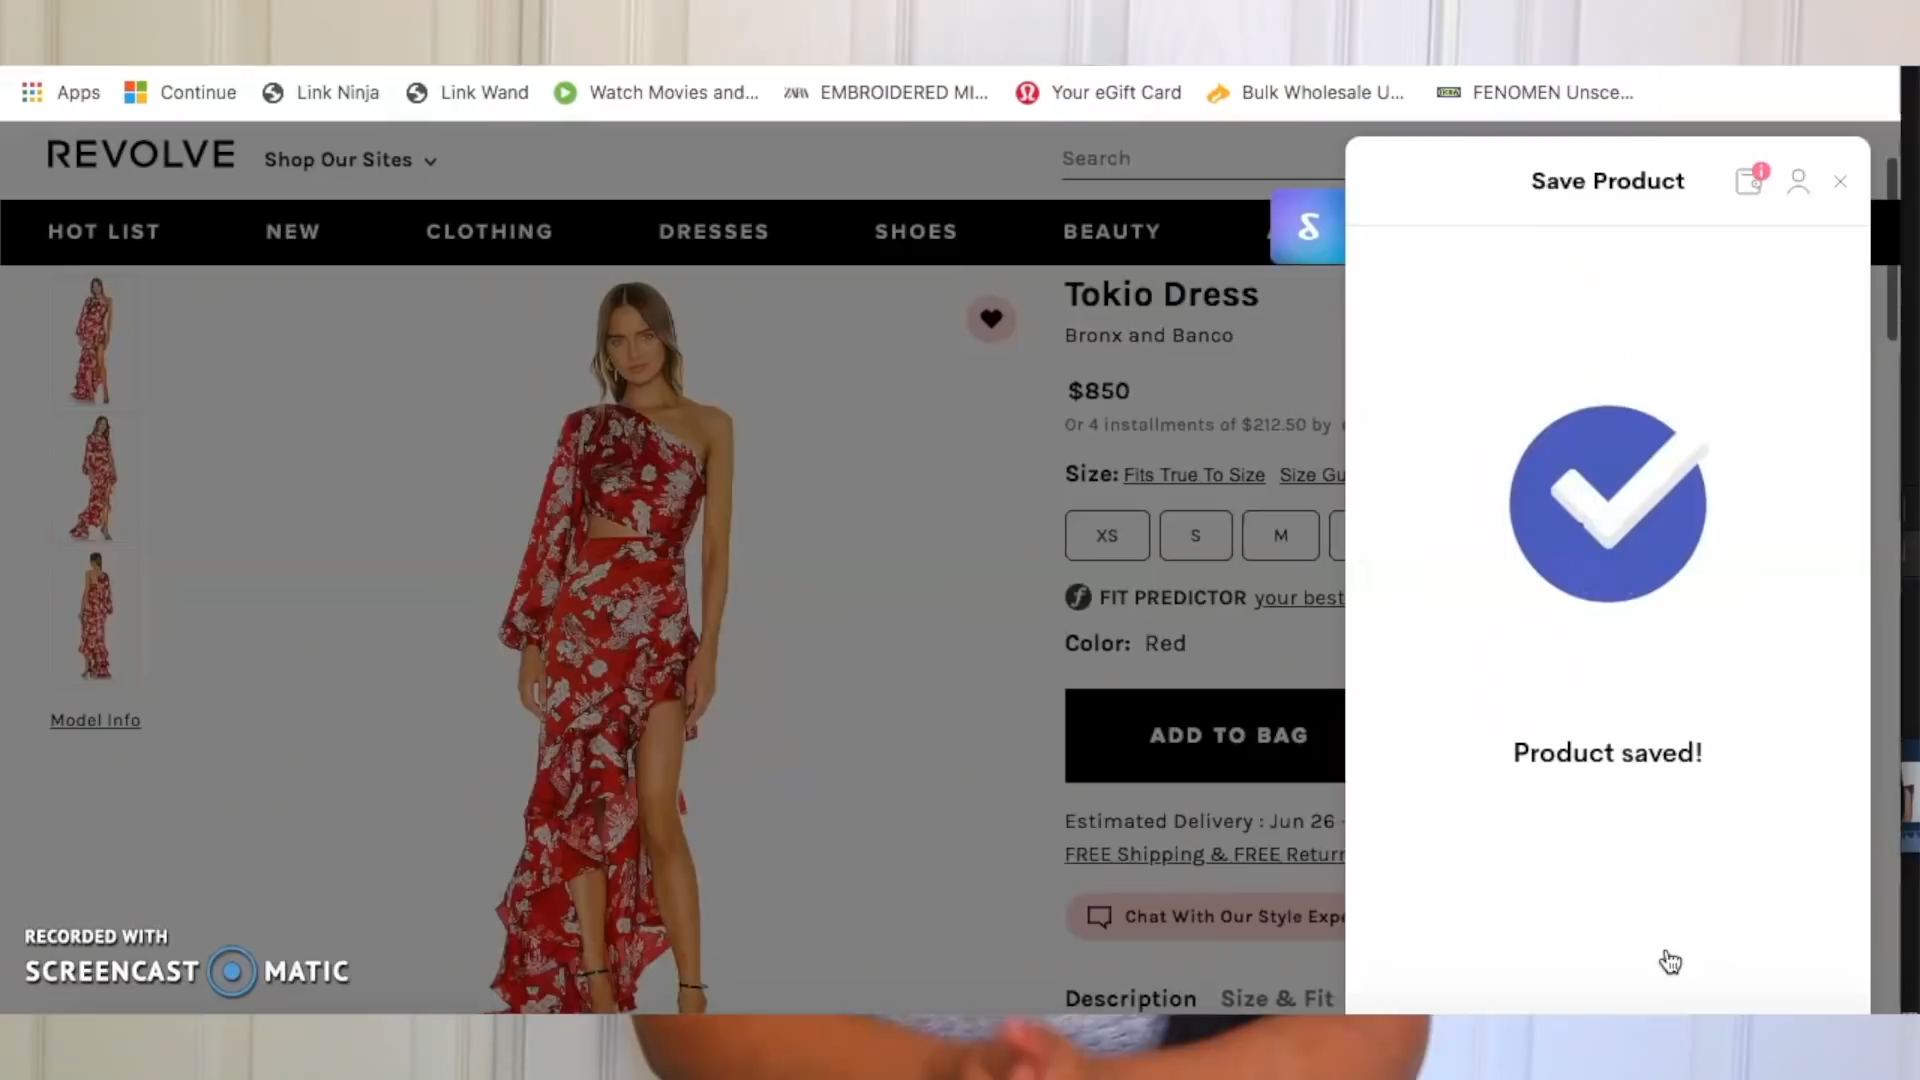 Apps Continue Link Ninja Link Wand Watch Movies and... ZARA EMBROIDERED MI... Your eGift Card Bulk Wholesale U... IKEA FENOMEN Unsce...
REVOLVE Shop Our Sites Search
HOT LIST NEW CLOTHING DRESSES SHOES BEAUTY
Save Product
i
Tokio Dress
Bronx and Banco
$850
Or 4 installments of $212.50 by
Size: Fits True To Size Size Gu
XS S M
FIT PREDICTOR your best
Color: Red
Model Info
ADD TO BAG
Product saved!
Estimated Delivery : Jun 26
FREE Shipping & FREE Retur
Chat With Our Style Expe
RECORDED WITH
SCREENCAST MATIC
Description Size & Fit